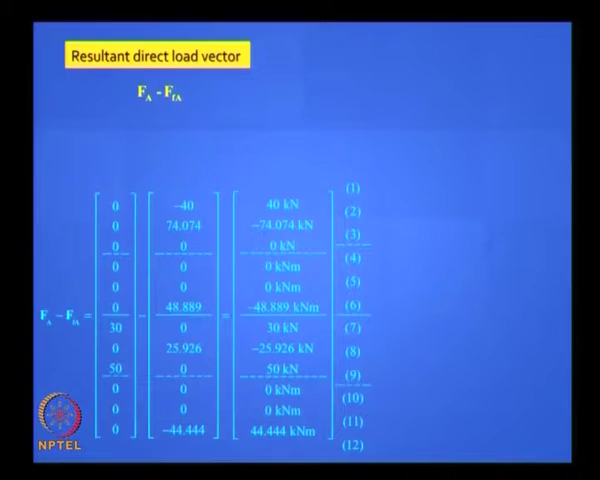 Resultant direct load vector
F_A - F_fA
0 −40 40 kN (1)
0 74.074 −74.074 kN (2)
0 0 0 kN (3)
0 0 0 kNm (4)
0 0 0 kNm (5)
F_A − F_fA = 0 − 48.889 = −48.889 kNm (6)
30 0 30 kN (7)
0 25.926 −25.926 kN (8)
50 0 50 kN (9)
0 0 0 kNm (10)
0 0 0 kNm (11)
0 −44.444 44.444 kNm (12)
NPTEL